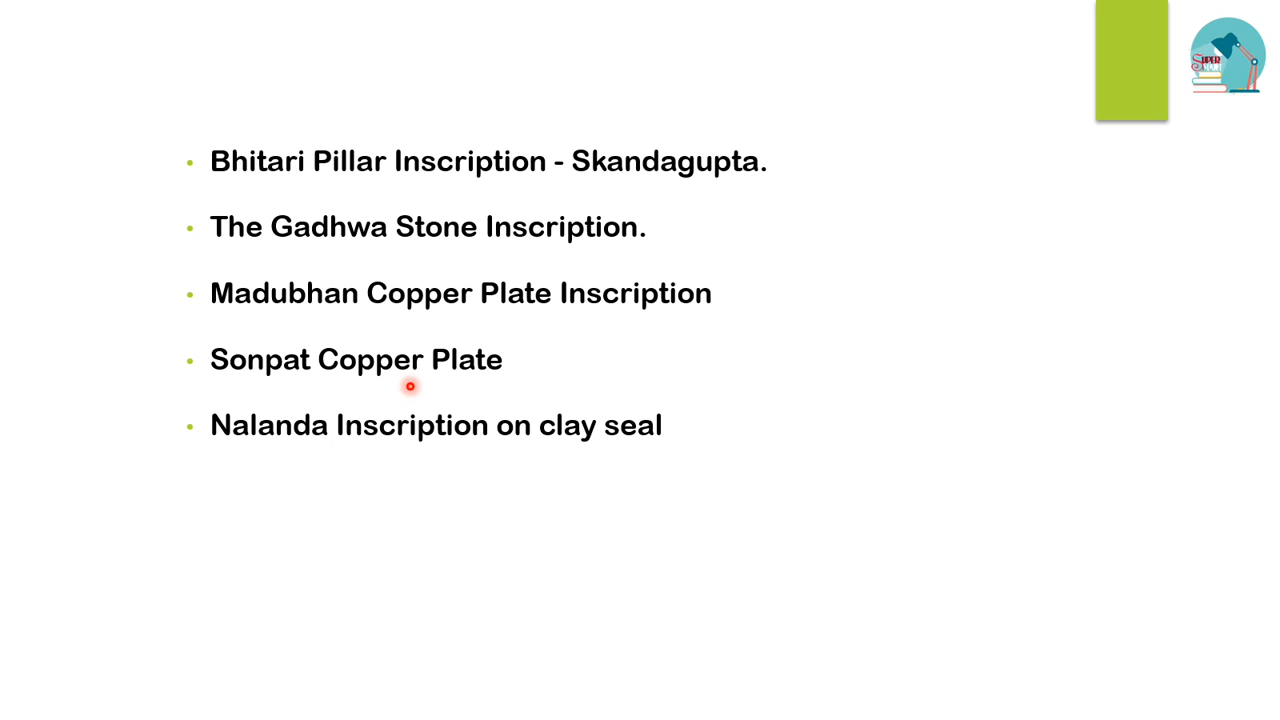 SUPER
Bhitari Pillar Inscription - Skandagupta.
The Gadhwa Stone Inscription.
Madubhan Copper Plate Inscription
Sonpat Copper Plate
Nalanda Inscription on clay seal